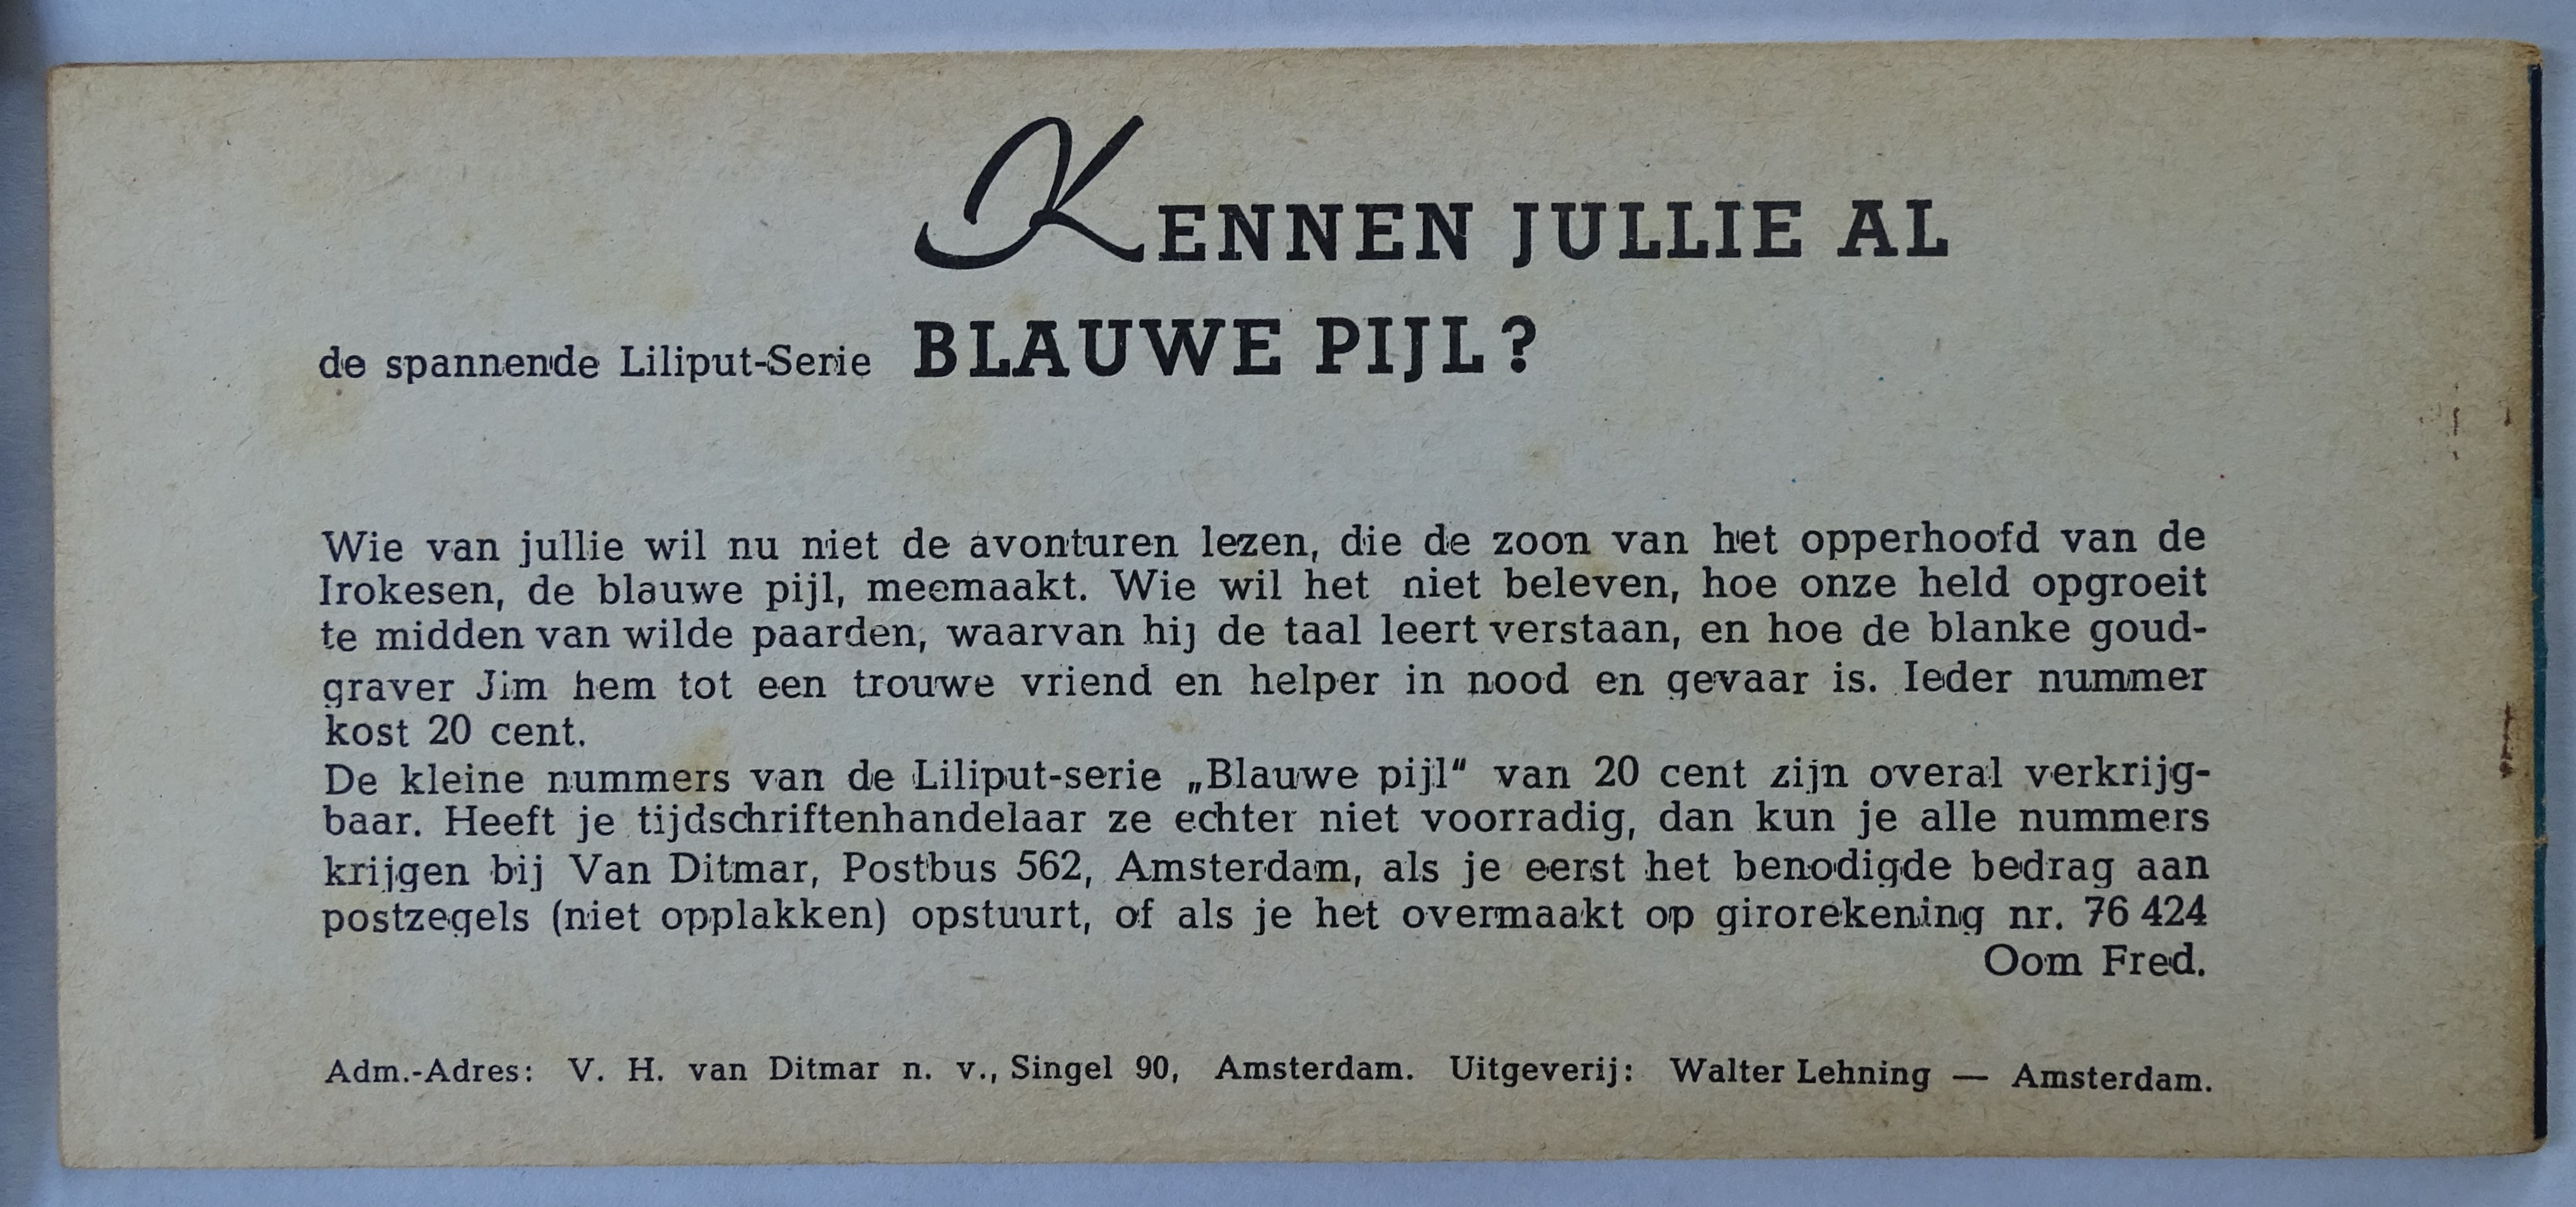 KENNEN JULLIE AL
de spannende Liliput-Serie BLAUWE PIJL?
Wie van jullie wil nu niet de avonturen lezen, die de zoon van het opperhoofd van de
Irokesen, de blauwe pijl, meemaakt. Wie wil het niet beleven, hoe onze held opgroeit
te midden van wilde paarden, waarvan hij de taal leert verstaan, en hoe de blanke goud-
graver Jim hem tot een trouwe vriend en helper in nood en gevaar is. Ieder nummer
kost 20 cent.
De kleine nummers van de Liliput-serie „Blauwe pijl“ van 20 cent zijn overal verkrijg-
baar. Heeft je tijdschriftenhandelaar ze echter niet voorradig, dan kun je alle nummers
krijgen bij Van Ditmar, Postbus 562, Amsterdam, als je eerst het benodigde bedrag aan
postzegels (niet opplakken) opstuurt, of als je het overmaakt op girorekening nr. 76 424
Oom Fred.
Adm.-Adres: V. H. van Ditmar n. v., Singel 90, Amsterdam. Uitgeverij: Walter Lehning — Amsterdam.